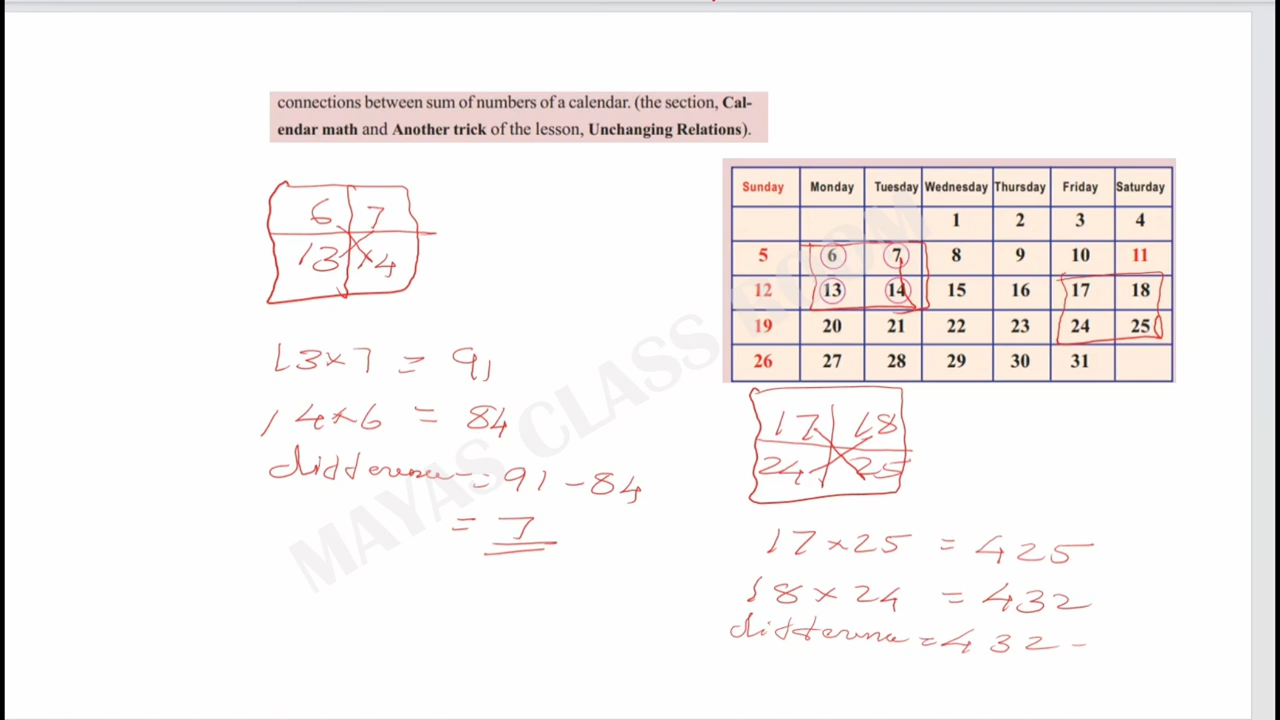 connections between sum of numbers of a calendar. (the section, Cal-
endar math and Another trick of the lesson, Unchanging Relations).
6 7
13 14
13 × 7 = 91
14 × 6 = 84
difference = 91 - 84
= 7
Sunday Monday Tuesday Wednesday Thursday Friday Saturday
1 2 3 4
5 6 7 8 9 10 11
12 13 14 15 16 17 18
19 20 21 22 23 24 25
26 27 28 29 30 31
17 18
24 25
17 × 25 = 425
18 × 24 = 432
difference = 432 -
MAYAS CLASS ROOM